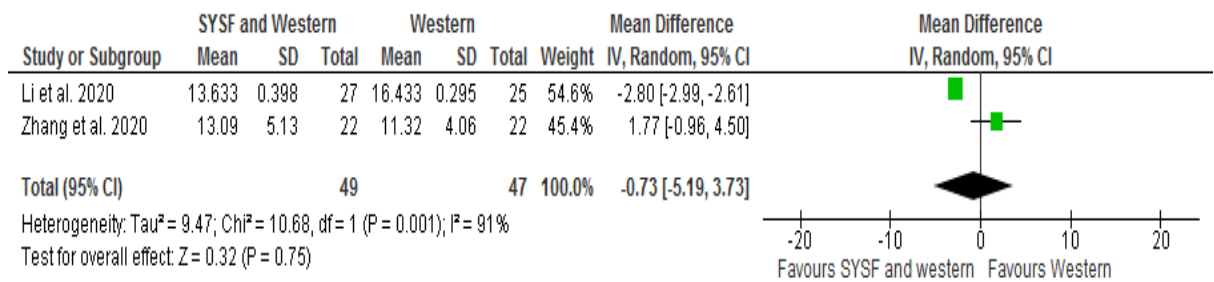 SYSF and Western Western Mean Difference Mean Difference
Study or Subgroup Mean SD Total Mean SD Total Weight IV, Random, 95% CI IV, Random, 95% CI
Li et al. 2020 13.633 0.398 27 16.433 0.295 25 54.6% -2.80 [-2.99, -2.61]
Zhang et al. 2020 13.09 5.13 22 11.32 4.06 22 45.4% 1.77 [-0.96, 4.50]
Total (95% CI) 49 47 100.0% -0.73 [-5.19, 3.73]
Heterogeneity: Tau² = 9.47; Chi² = 10.68, df = 1 (P = 0.001); I² = 91%
Test for overall effect: Z = 0.32 (P = 0.75)
-20 -10 0 10 20
Favours SYSF and western Favours Western